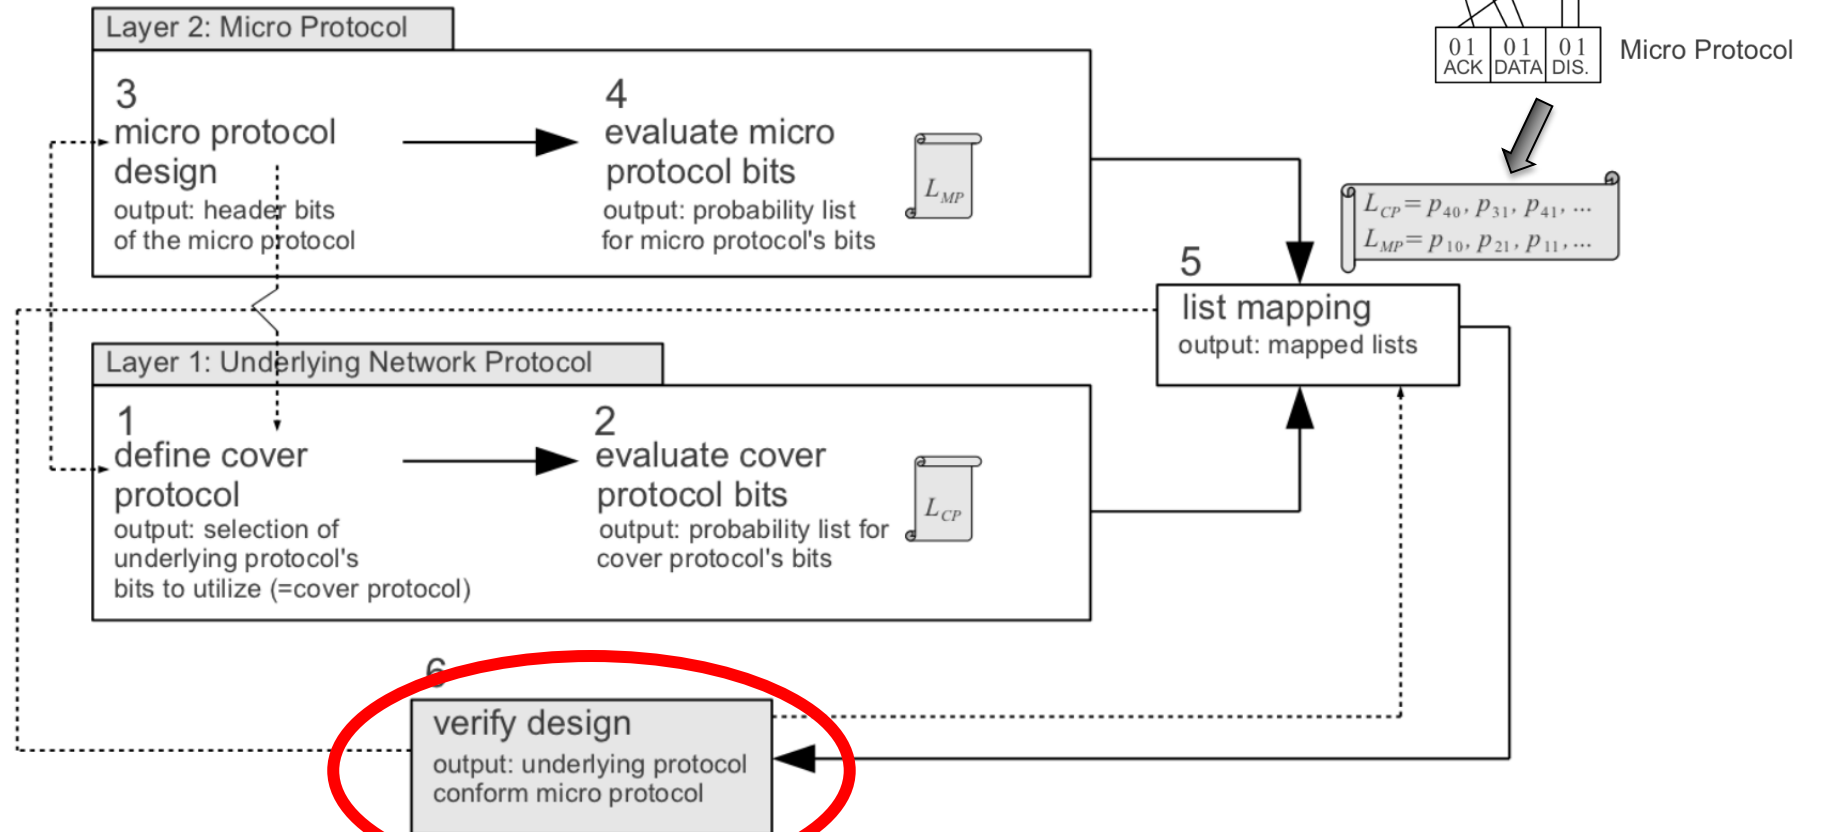 Layer 2: Micro Protocol
3
micro protocol
design
output: header bits
of the micro protocol
4
evaluate micro
protocol bits
output: probability list
for micro protocol's bits
L_MP
0 1 0 1 0 1
ACK DATA DIS.
Micro Protocol
L_CP = p_40, p_31, p_41, ...
L_MP = p_10, p_21, p_11, ...
5
list mapping
output: mapped lists
Layer 1: Underlying Network Protocol
1
define cover
protocol
output: selection of
underlying protocol's
bits to utilize (=cover protocol)
2
evaluate cover
protocol bits
output: probability list for
cover protocol's bits
L_CP
6
verify design
output: underlying protocol
conform micro protocol